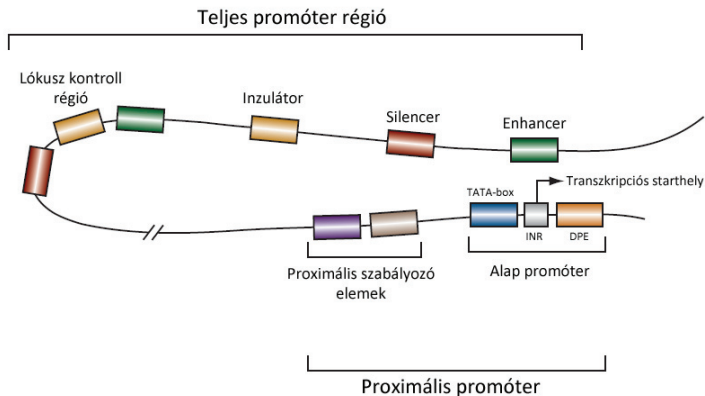 Teljes promóter régió
Lókusz kontroll
régió
Inzulátor
Silencer
Enhancer
TATA-box
Transzkripciós starthely
INR
DPE
Proximális szabályozó
elemek
Alap promóter
Proximális promóter